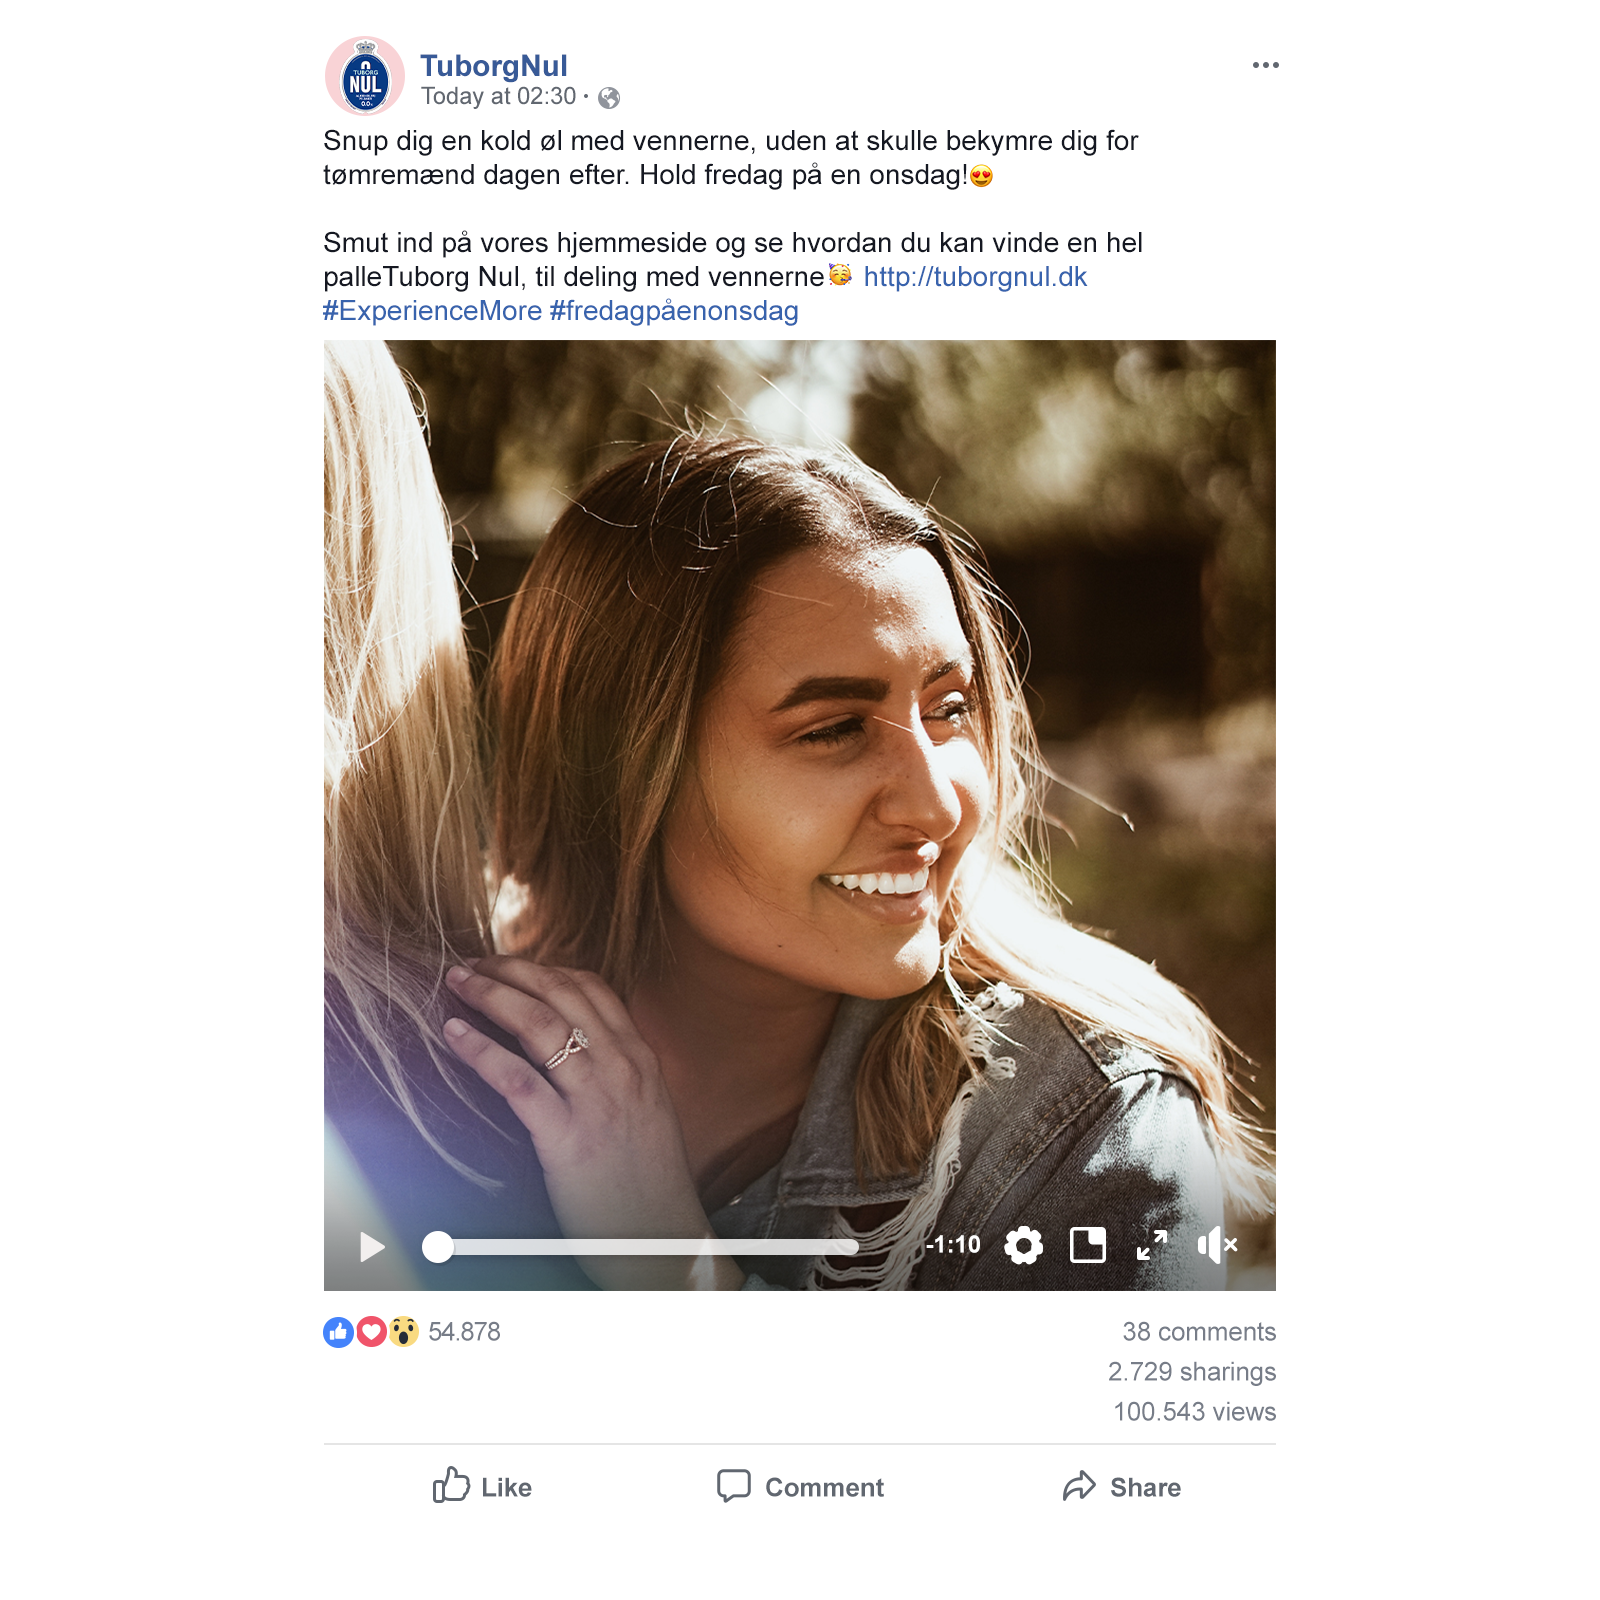 TUBORG
NUL
0.0%
TuborgNul
Today at 02:30 ·
Snup dig en kold øl med vennerne, uden at skulle bekymre dig for
tømremænd dagen efter. Hold fredag på en onsdag!😍
Smut ind på vores hjemmeside og se hvordan du kan vinde en hel
palleTuborg Nul, til deling med vennerne🥳 http://tuborgnul.dk
#ExperienceMore #fredagpåenonsdag
-1:10
54.878
38 comments
2.729 sharings
100.543 views
Like
Comment
Share